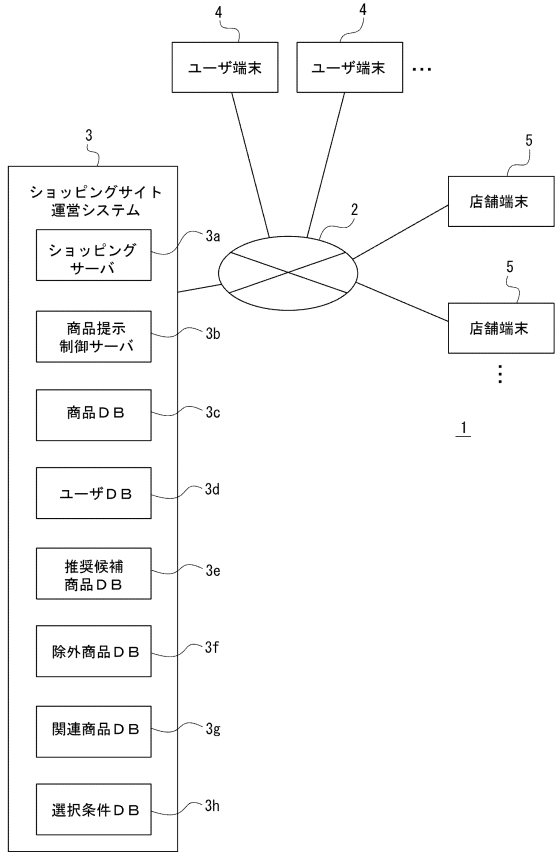 4
4
ユーザ端末
ユーザ端末
…
3
ショッピングサイト
運営システム
ショッピング
サーバ
3a
商品提示
制御サーバ
3b
商品DB
3c
ユーザDB
3d
推奨候補
商品DB
3e
除外商品DB
3f
関連商品DB
3g
選択条件DB
3h
2
5
店舗端末
5
店舗端末
⋮
1